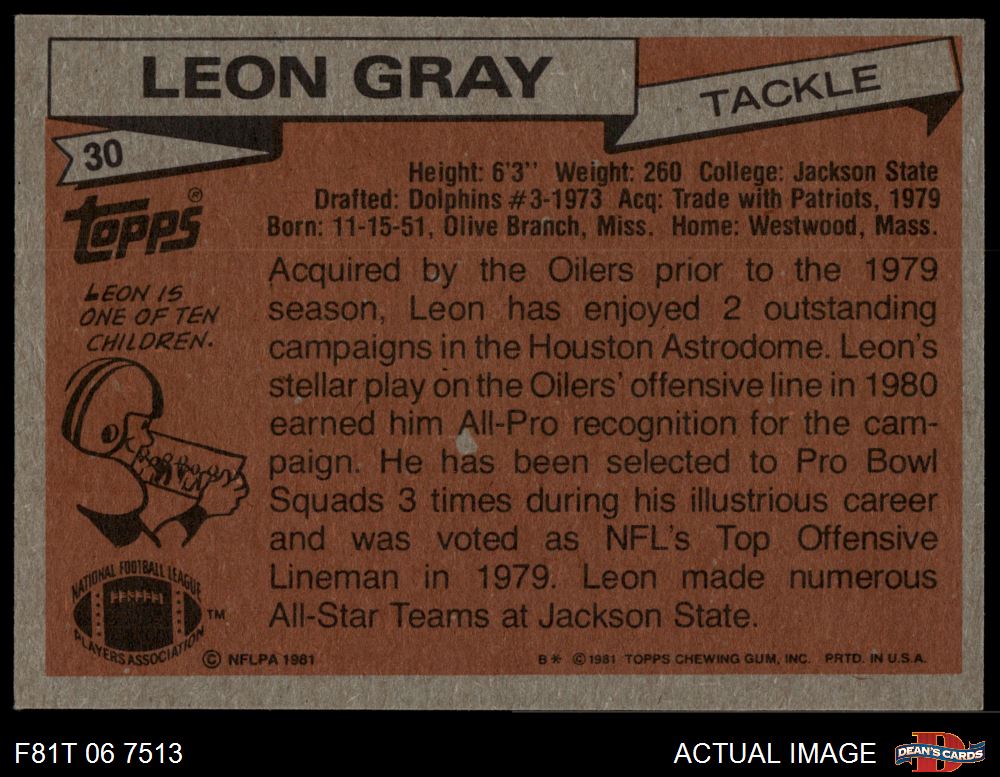 LEON GRAY
TACKLE
30
Height: 6'3'' Weight: 260 College: Jackson State
Drafted: Dolphins #3-1973 Acq: Trade with Patriots, 1979
Born: 11-15-51, Olive Branch, Miss. Home: Westwood, Mass.
TOPPS®
LEON IS
ONE OF TEN
CHILDREN.
Acquired by the Oilers prior to the 1979
season, Leon has enjoyed 2 outstanding
campaigns in the Houston Astrodome. Leon's
stellar play on the Oilers' offensive line in 1980
earned him All-Pro recognition for the cam-
paign. He has been selected to Pro Bowl
Squads 3 times during his illustrious career
and was voted as NFL's Top Offensive
Lineman in 1979. Leon made numerous
All-Star Teams at Jackson State.
NATIONAL FOOTBALL LEAGUE
PLAYERS ASSOCIATION
™
© NFLPA 1981
B* © 1981 TOPPS CHEWING GUM, INC. PRTD. IN U.S.A.
F81T 06 7513
ACTUAL IMAGE
D
DEAN'S CARDS